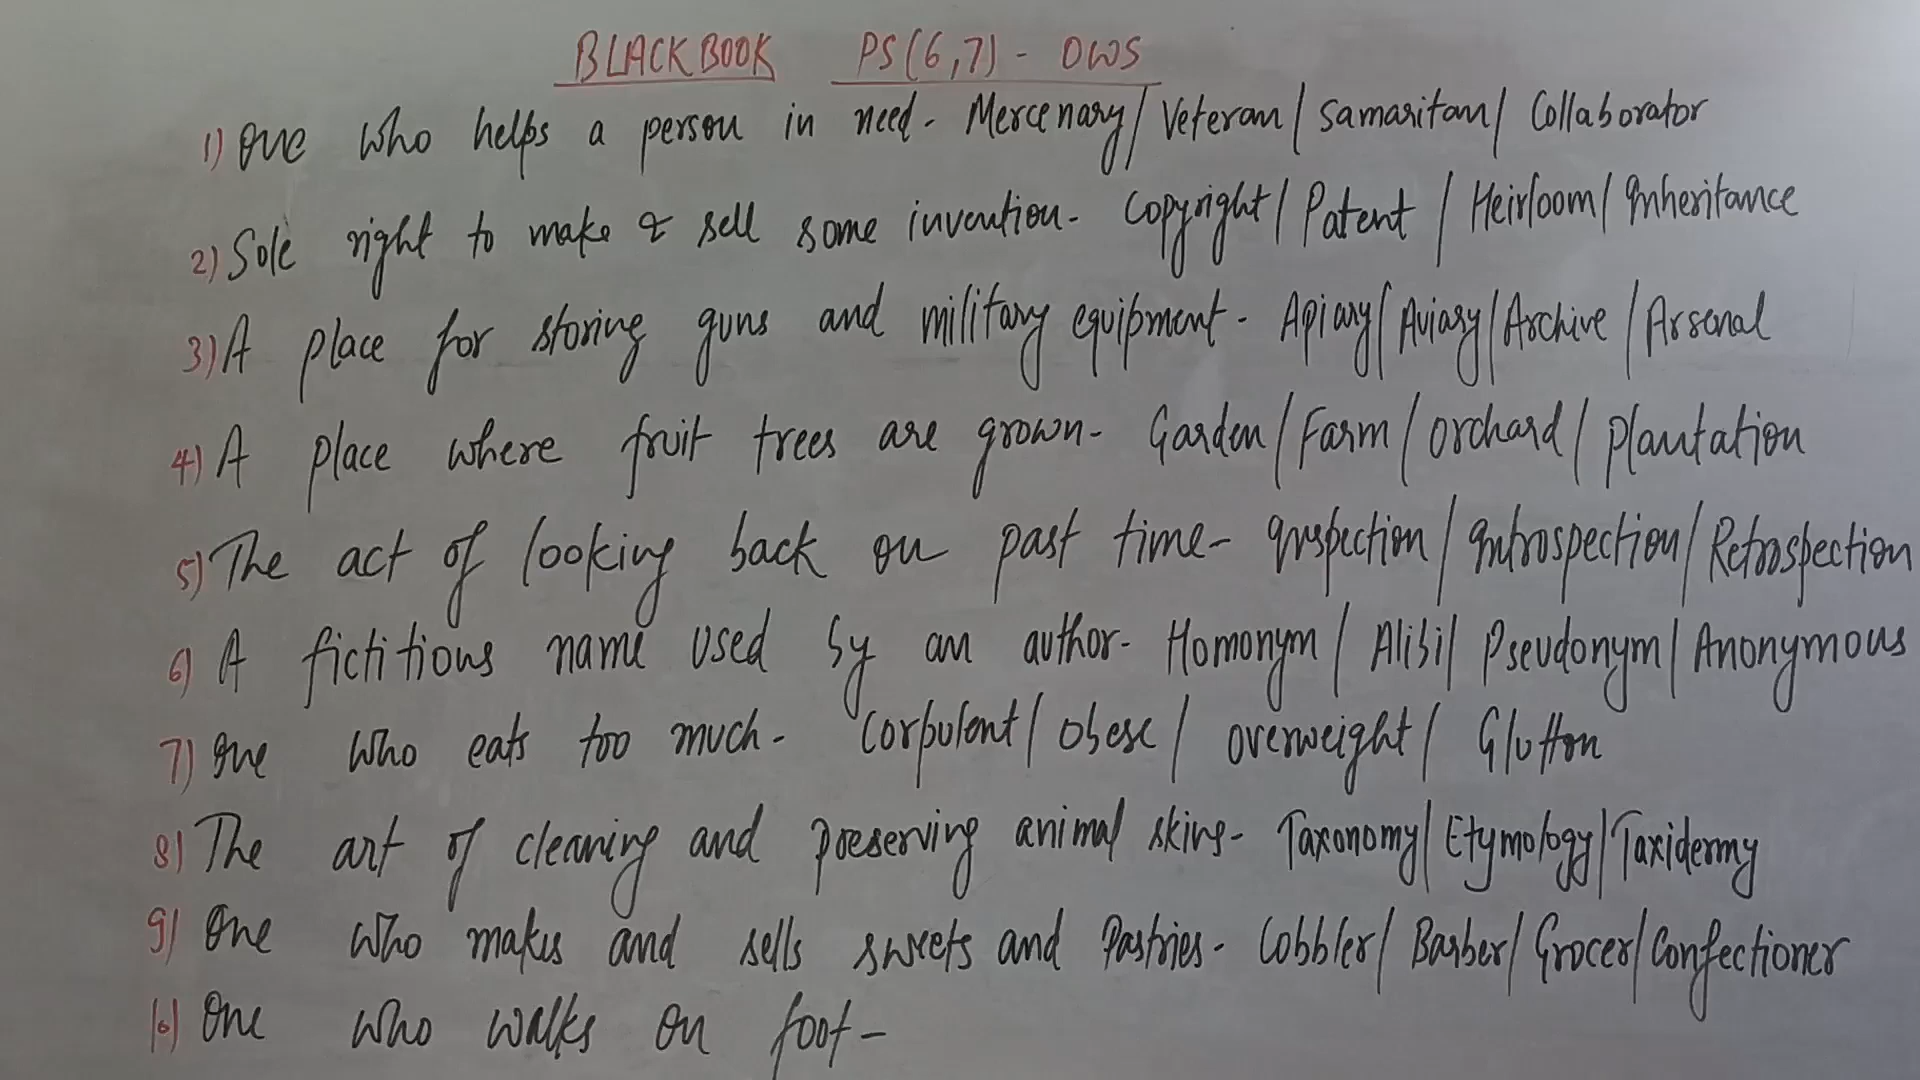 BLACKBOOK PS(6,7) - OWS
1) One who helps a person in need - Mercenary/ Veteran/ Samaritan/ Collaborator
2) Sole right to make & sell some invention - Copyright/ Patent / Heirloom/ Inheritance
3) A place for storing guns and military equipment - Apiary/ Aviary/ Archive / Arsenal
4) A place where fruit trees are grown - Garden/ Farm / Orchard / Plantation
5) The act of looking back on past time - Inspection / Introspection/ Retrospection
6) A fictitious name used by an author - Homonym/ Alibi/ Pseudonym/ Anonymous
7) One who eats too much - Corpulent/ Obese / Overweight/ Glutton
8) The art of cleaning and preserving animal skins - Taxonomy/ Etymology/ Taxidermy
9) One who makes and sells sweets and Pastries - Cobbler/ Barber/ Grocer/ Confectioner
10) One who walks on foot -